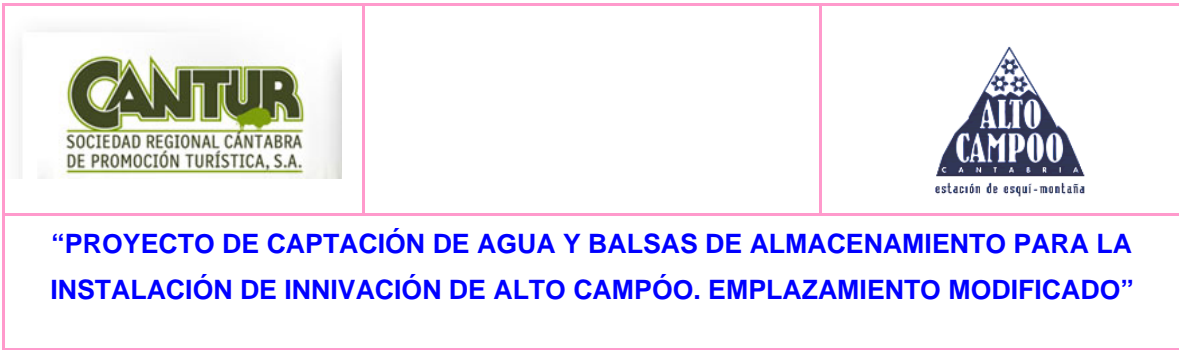 CANTUR
SOCIEDAD REGIONAL CÁNTABRA
DE PROMOCIÓN TURÍSTICA, S.A.
ALTO
CAMPOO
CANTABRIA
estación de esquí-montaña
“PROYECTO DE CAPTACIÓN DE AGUA Y BALSAS DE ALMACENAMIENTO PARA LA
INSTALACIÓN DE INNIVACIÓN DE ALTO CAMPÓO. EMPLAZAMIENTO MODIFICADO”